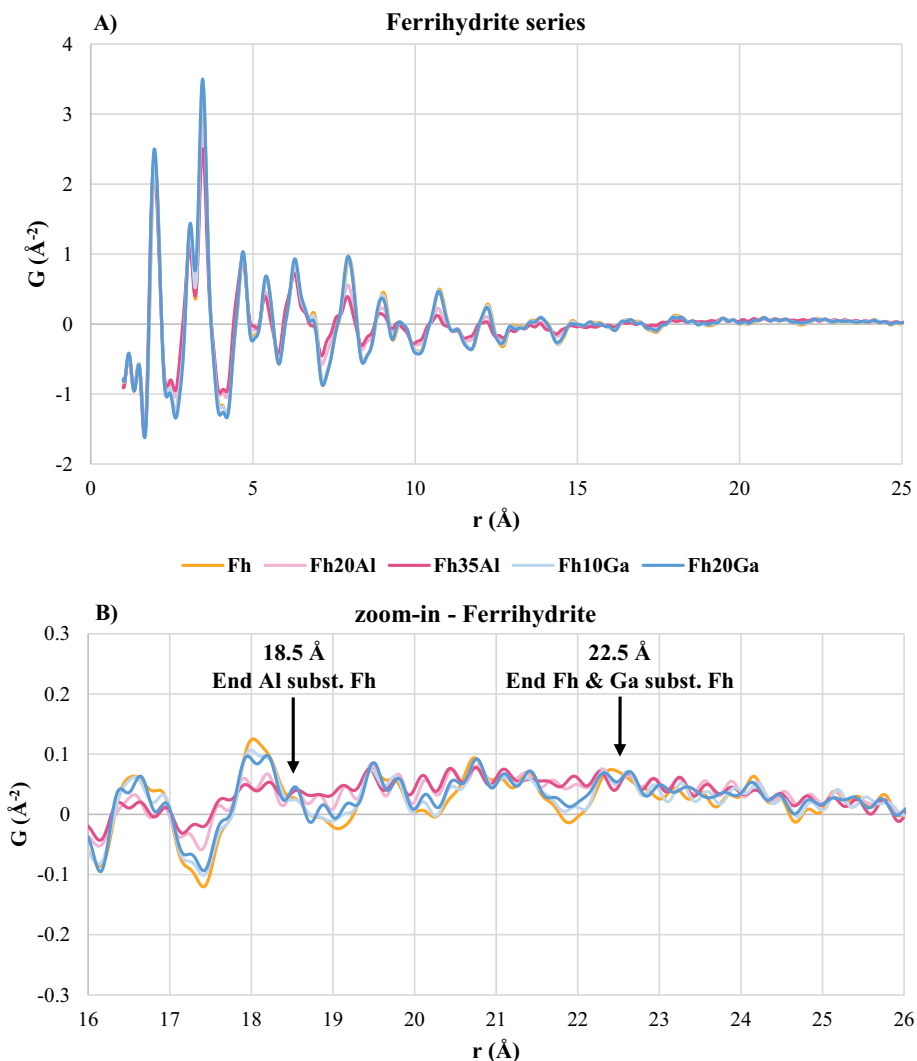 A)
Ferrihydrite series
4
3
2
1
0
-1
-2
G (Å-2)
0 5 10 15 20 25
r (Å)
Fh Fh20Al Fh35Al Fh10Ga Fh20Ga
B)
zoom-in - Ferrihydrite
0.3
0.2
0.1
0
-0.1
-0.2
-0.3
G (Å-2)
18.5 Å
End Al subst. Fh
22.5 Å
End Fh & Ga subst. Fh
16 17 18 19 20 21 22 23 24 25 26
r (Å)